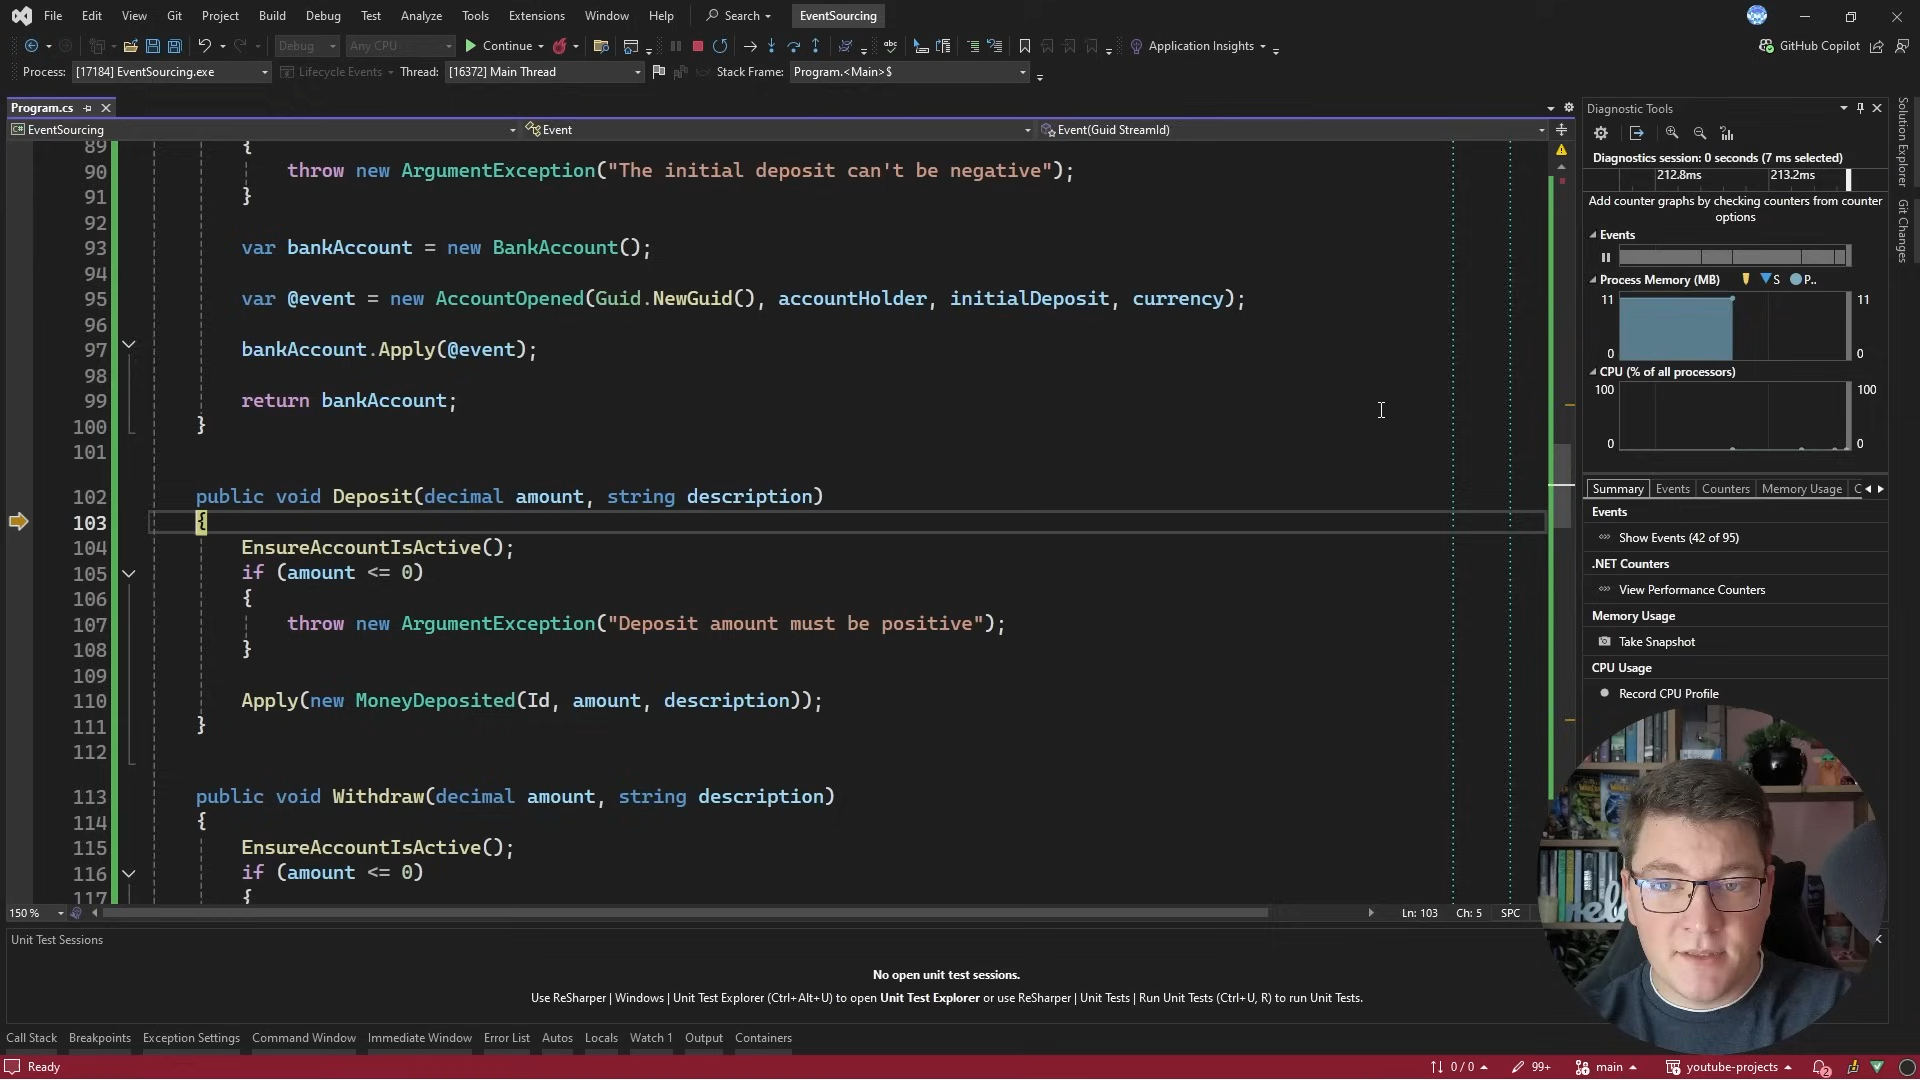 File Edit View Git Project Build Debug Test Analyze Tools Extensions Window Help Search EventSourcing
Debug Any CPU Continue Application Insights GitHub Copilot
Process: [17184] EventSourcing.exe Lifecycle Events Thread: [16372] Main Thread Stack Frame: Program.<Main>$
Program.cs
EventSourcing Event Event(Guid StreamId)
89 {
90 throw new ArgumentException("The initial deposit can't be negative");
91 }
92
93 var bankAccount = new BankAccount();
94
95 var @event = new AccountOpened(Guid.NewGuid(), accountHolder, initialDeposit, currency);
96
97 bankAccount.Apply(@event);
98
99 return bankAccount;
100 }
101
102 public void Deposit(decimal amount, string description)
103 {
104 EnsureAccountIsActive();
105 if (amount <= 0)
106 {
107 throw new ArgumentException("Deposit amount must be positive");
108 }
109
110 Apply(new MoneyDeposited(Id, amount, description));
111 }
112
113 public void Withdraw(decimal amount, string description)
114 {
115 EnsureAccountIsActive();
116 if (amount <= 0)
117 {
150 % Ln: 103 Ch: 5 SPC
Diagnostic Tools
Diagnostics session: 0 seconds (7 ms selected)
212.8ms 213.2ms
Add counter graphs by checking counters from counter
options
Events
Process Memory (MB) S P..
11 11
0 0
CPU (% of all processors)
100 100
0 0
Summary Events Counters Memory Usage C
Events
Show Events (42 of 95)
.NET Counters
View Performance Counters
Memory Usage
Take Snapshot
CPU Usage
Record CPU Profile
Solution Explorer
Git Changes
Unit Test Sessions
No open unit test sessions.
Use ReSharper | Windows | Unit Test Explorer (Ctrl+Alt+U) to open Unit Test Explorer or use ReSharper | Unit Tests | Run Unit Tests (Ctrl+U, R) to run Unit Tests.
Call Stack Breakpoints Exception Settings Command Window Immediate Window Error List Autos Locals Watch 1 Output Containers
Ready 0 / 0 99+ main youtube-projects 2